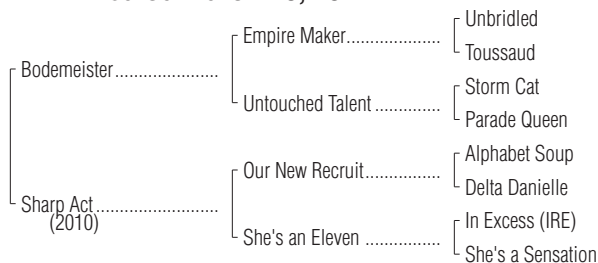 Unbridled
Empire Maker....................
Toussaud
Bodemeister......................
Storm Cat
Untouched Talent ..............
Parade Queen
Alphabet Soup
Our New Recruit................
Delta Danielle
Sharp Act..........................
(2010)
In Excess (IRE)
She's an Eleven ................
She's a Sensation